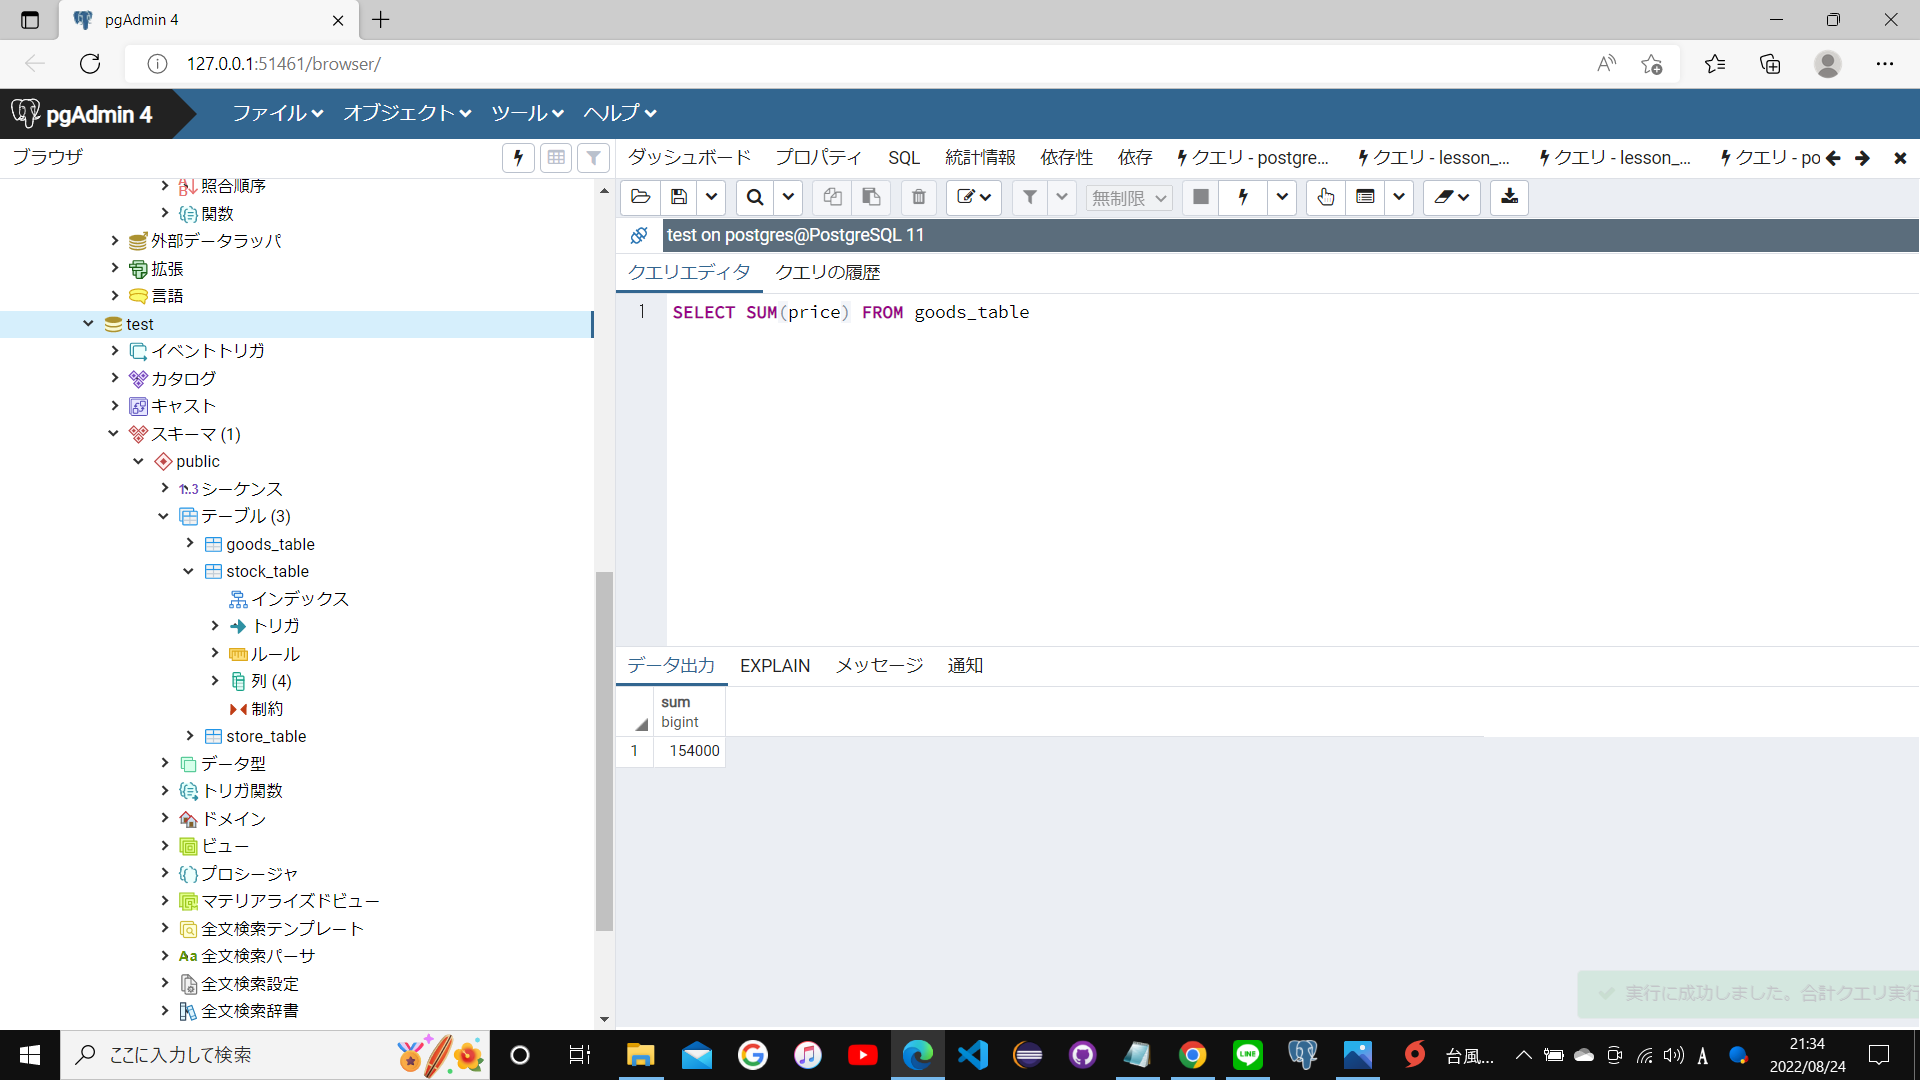 pgAdmin 4
127.0.0.1:51461/browser/
pgAdmin 4 ファイル オブジェクト ツール ヘルプ
ブラウザ
ダッシュボード プロパティ SQL 統計情報 依存性 依存 クエリ - postgre... クエリ - lesson_... クエリ - lesson_... クエリ - po
無制限
test on postgres@PostgreSQL 11
クエリエディタ クエリの履歴
1 SELECT SUM(price) FROM goods_table
照合順序
関数
外部データラッパ
拡張
言語
test
イベントトリガ
カタログ
キャスト
スキーマ (1)
public
1..3 シーケンス
テーブル (3)
goods_table
stock_table
インデックス
トリガ
ルール
列 (4)
制約
store_table
データ型
トリガ関数
ドメイン
ビュー
プロシージャ
マテリアライズドビュー
全文検索テンプレート
Aa 全文検索パーサ
全文検索設定
全文検索辞書
データ出力 EXPLAIN メッセージ 通知
sum
bigint
1 154000
実行に成功しました。合計クエリ実行
ここに入力して検索
LINE
台風...
A
21:34
2022/08/24